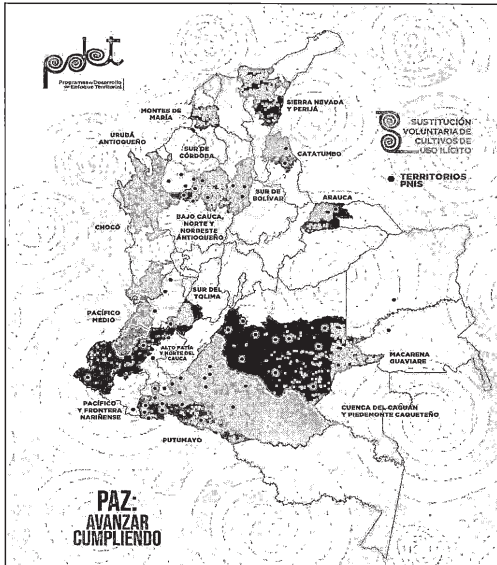 pdet
Programas de Desarrollo
con Enfoque Territorial
SIERRA NEVADA
Y PERIJÁ
MONTES DE
MARÍA
SUSTITUCIÓN
VOLUNTARIA DE
CULTIVOS DE
USO ILÍCITO
URUBÁ
ANTIOQUEÑO
SUR DE
CÓRDOBA
CATATUMBO
TERRITORIOS
PNIS
SUR DE
BOLÍVAR
ARAUCA
BAJO CAUCA,
NORTE Y
NORDESTE
ANTIOQUEÑO
CHOCÓ
SUR DEL
TOLIMA
PACÍFICO
MEDIO
ALTO PATÍA
Y NORTE DEL
CAUCA
MACARENA
GUAVIARE
PACÍFICO
Y FRONTERA
NARIÑENSE
CUENCA DEL CAGUÁN
Y PIEDEMONTE CAQUETEÑO
PUTUMAYO
PAZ:
AVANZAR
CUMPLIENDO